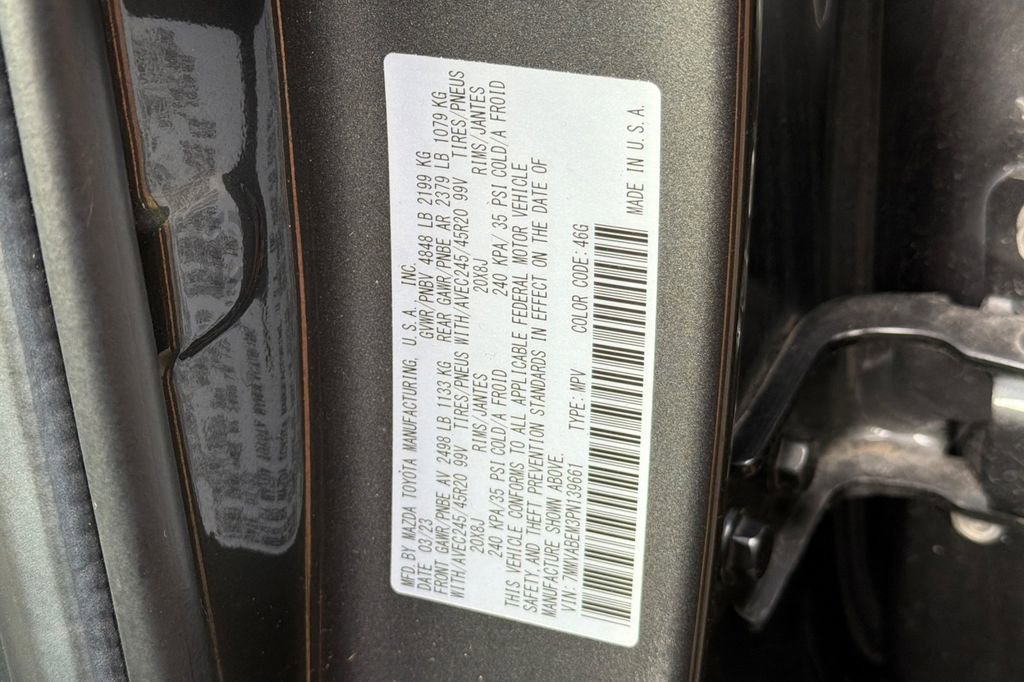 MFD. BY MAZDA TOYOTA MANUFACTURING, U.S.A., INC.
DATE 03/23 GVWR/PNBV 4848 LB 2199 KG
FRONT GAWR/PNBE AV 2498 LB 1133 KG REAR GAWR/PNBE AR 2379 LB 1079 KG
WITH/AVEC245/45R20 99V TIRES/PNEUS WITH/AVEC245/45R20 99V TIRES/PNEUS
20X8J RIMS/JANTES 20X8J RIMS/JANTES
240 KPA/35 PSI COLD/A FROID 240 KPA/35 PSI COLD/A FROID
THIS VEHICLE CONFORMS TO ALL APPLICABLE FEDERAL MOTOR VEHICLE
SAFETY AND THEFT PREVENTION STANDARDS IN EFFECT ON THE DATE OF
MANUFACTURE SHOWN ABOVE.
VIN: 7MMVABEM3PN139661 TYPE: MPV COLOR CODE: 46G
MADE IN U.S.A.